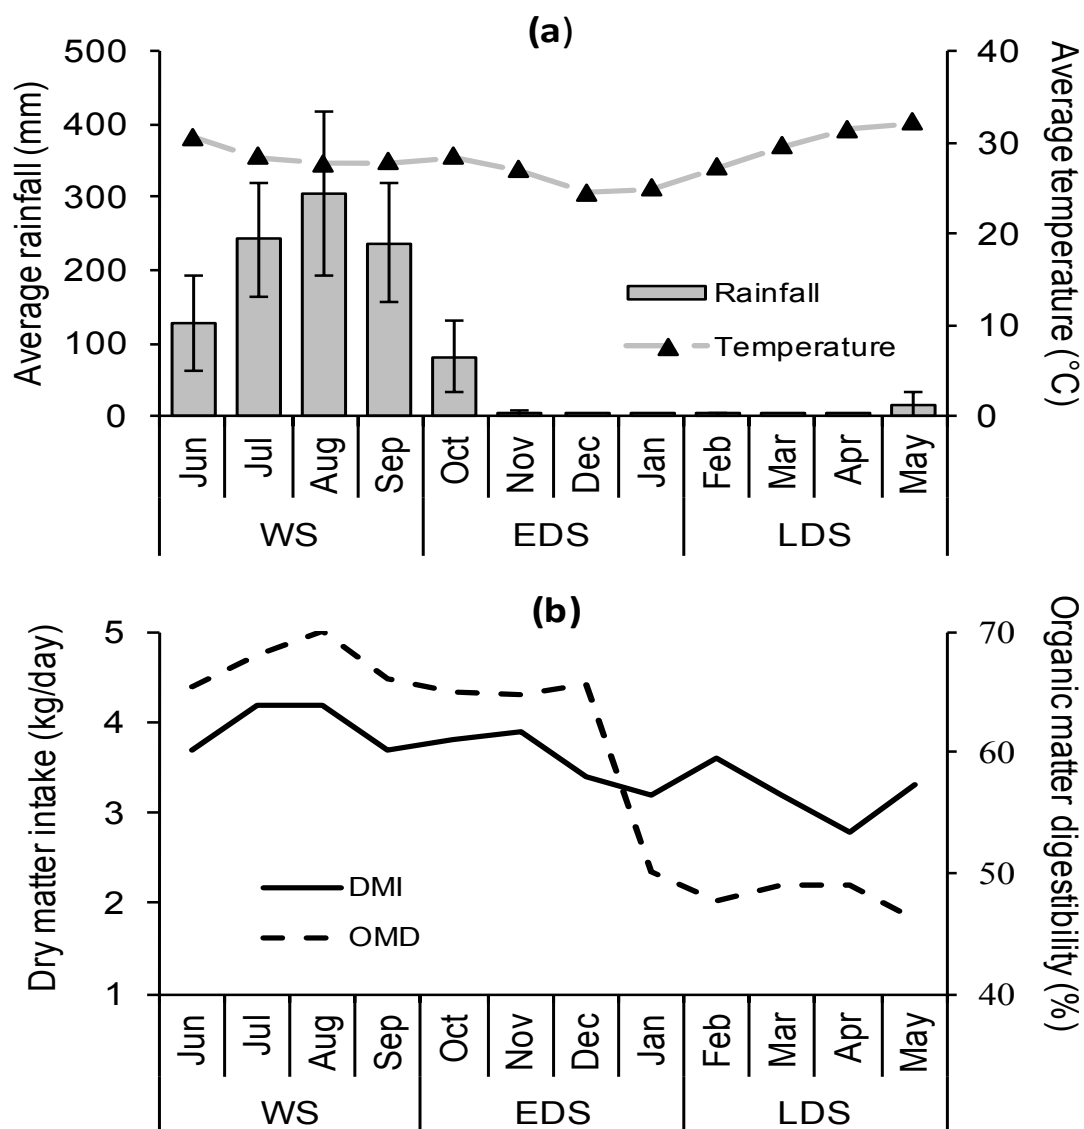 (a)
Average rainfall (mm)
500
400
300
200
100
0
Average temperature (°C)
40
30
20
10
0
Rainfall
Temperature
Jun Jul Aug Sep Oct Nov Dec Jan Feb Mar Apr May
WS EDS LDS
(b)
Dry matter intake (kg/day)
5
4
3
2
1
Organic matter digestibility (%)
70
60
50
40
DMI
OMD
Jun Jul Aug Sep Oct Nov Dec Jan Feb Mar Apr May
WS EDS LDS